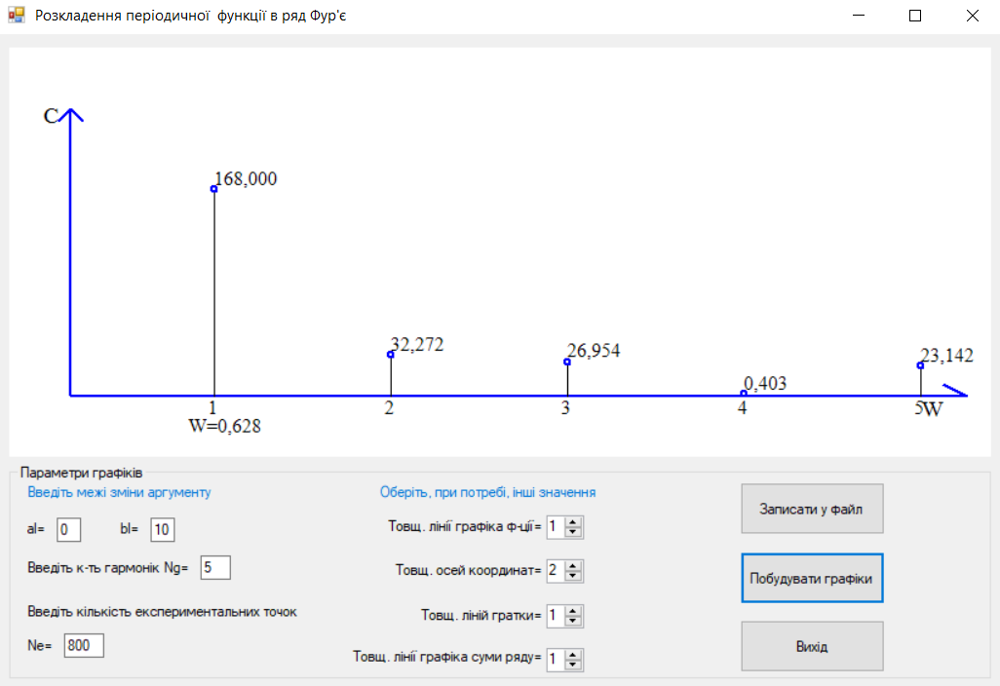 Розкладення періодичної функції в ряд Фур'є
C
168,000
32,272
26,954
0,403
23,142
1 2 3 4 5W
W=0,628
Параметри графіків
Введіть межі зміни аргументу
al= 0 bl= 10
Введіть к-ть гармонік Ng= 5
Введіть кількість експериментальних точок
Ne= 800
Оберіть, при потребі, інші значення
Товщ. лінії графіка ф-ції= 1
Товщ. осей координат= 2
Товщ. ліній гратки= 1
Товщ. лінії графіка суми ряду= 1
Записати у файл
Побудувати графіки
Вихід